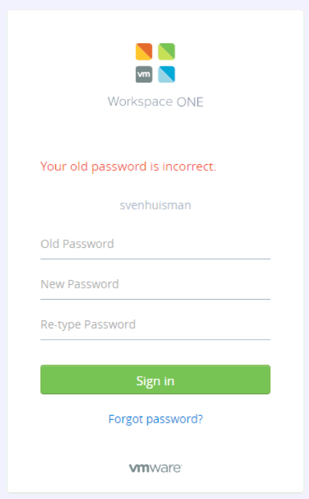 vm
Workspace ONE
Your old password is incorrect.
svenhuisman
Old Password
New Password
Re-type Password
Sign in
Forgot password?
vmware